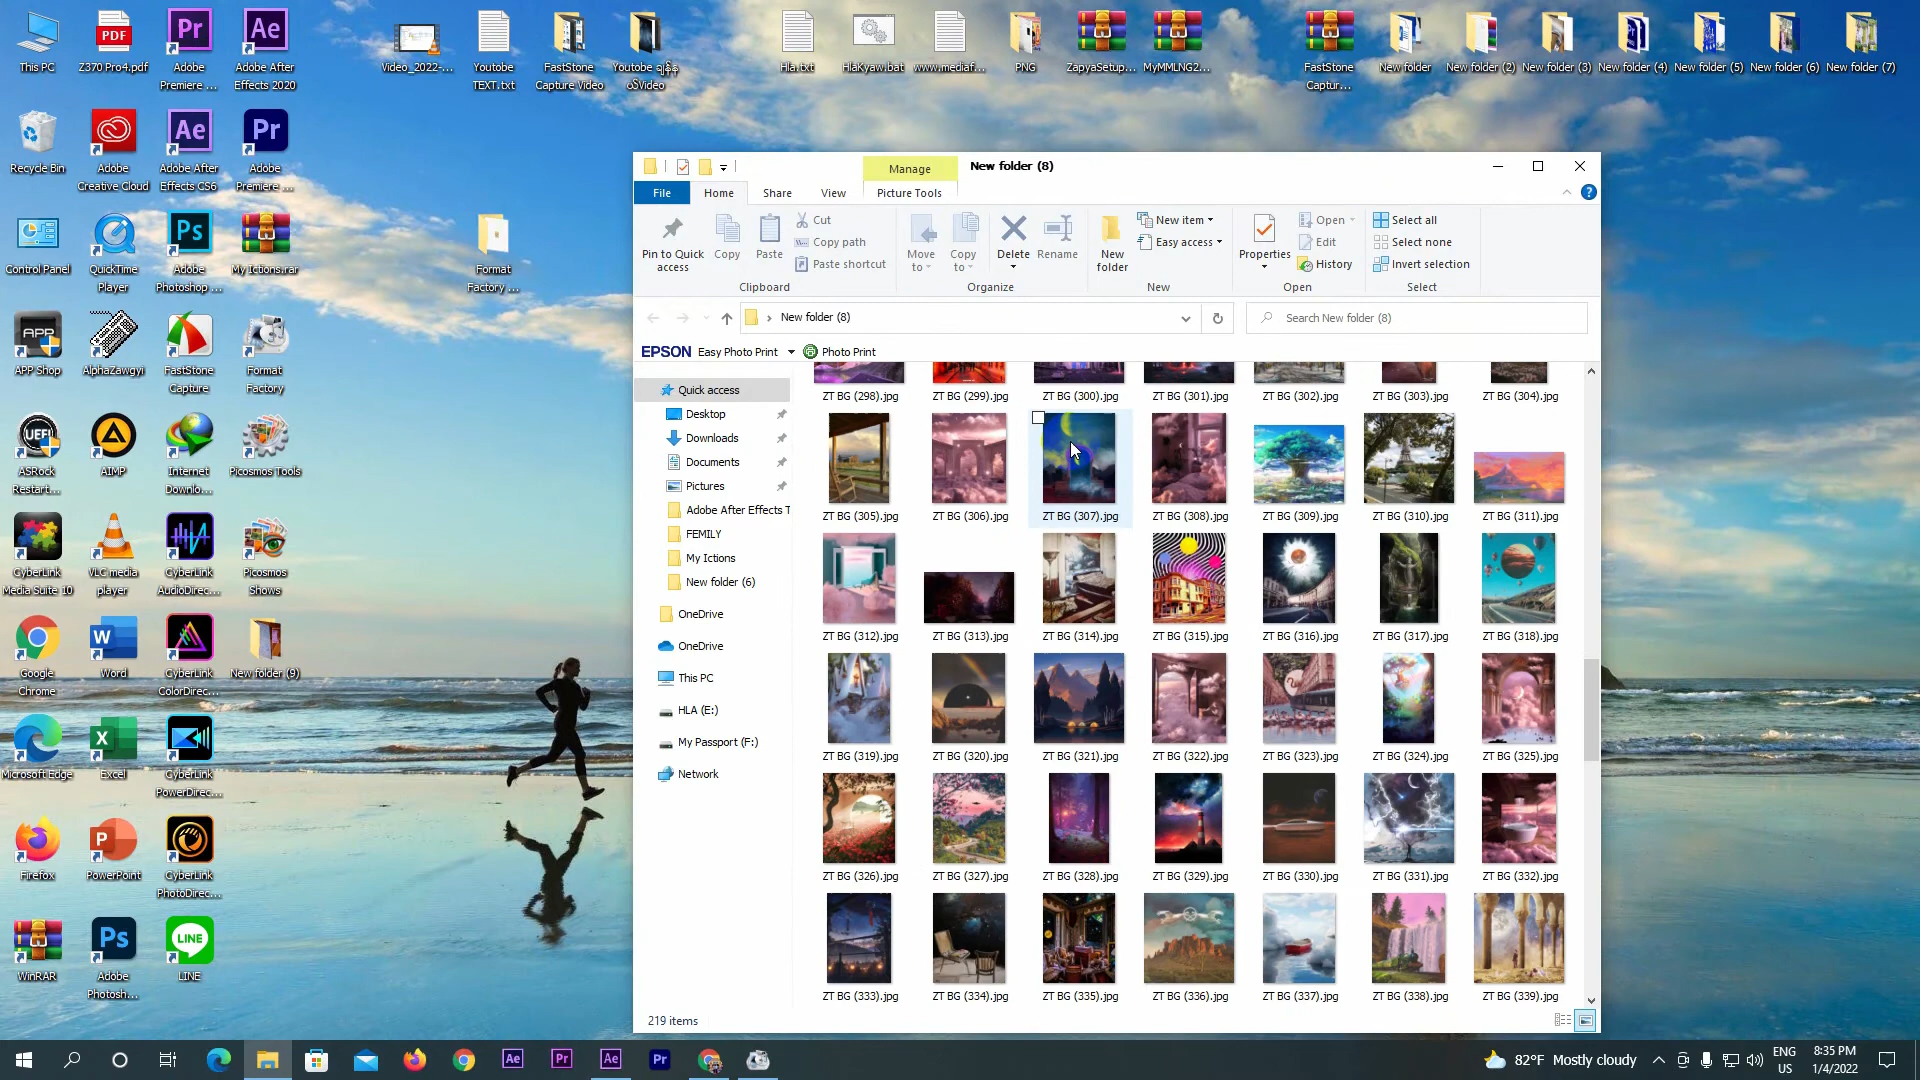 This PC
Z370 Pro4.pdf
Adobe
Premiere ...
Adobe After
Effects 2020
Video_2022-...
Youtobe
TEXT.txt
FastStone
Capture Video
Youtobe
Video
Hla.txt
HlaKyaw.bat
www.mediaf...
PNG
ZapyaSetup...
MyMMLNG2...
FastStone
Captur...
New folder
New folder (2)
New folder (3)
New folder (4)
New folder (5)
New folder (6)
New folder (7)
Recycle Bin
Adobe
Creative Cloud
Adobe After
Effects CS6
Adobe
Premiere ...
Control Panel
QuickTime
Player
Adobe
Photoshop ...
My Ictions.rar
Format
Factory ...
APP Shop
AlphaZawgyi
FastStone
Capture
Format
Factory
ASRock
Restart...
AIMP
Internet
Downlo...
Picosmos Tools
CyberLink
Media Suite 10
VLC media
player
CyberLink
AudioDirec...
Picosmos
Shows
Google
Chrome
Word
CyberLink
ColorDirec...
New folder (9)
Microsoft Edge
Excel
CyberLink
PowerDirec...
Firefox
PowerPoint
CyberLink
PhotoDirec...
WinRAR
Adobe
Photosh...
LINE
Manage
New folder (8)
File
Home
Share
View
Picture Tools
Pin to Quick
access
Copy
Paste
Cut
Copy path
Paste shortcut
Clipboard
Move
to
Copy
to
Delete
Rename
Organize
New
folder
New item
Easy access
New
Properties
Open
Edit
History
Open
Select all
Select none
Invert selection
Select
New folder (8)
Search New folder (8)
EPSON Easy Photo Print
Photo Print
Quick access
Desktop
Downloads
Documents
Pictures
Adobe After Effects T
FEMILY
My Ictions
New folder (6)
OneDrive
OneDrive
This PC
HLA (E:)
My Passport (F:)
Network
ZT BG (298).jpg
ZT BG (299).jpg
ZT BG (300).jpg
ZT BG (301).jpg
ZT BG (302).jpg
ZT BG (303).jpg
ZT BG (304).jpg
ZT BG (305).jpg
ZT BG (306).jpg
ZT BG (307).jpg
ZT BG (308).jpg
ZT BG (309).jpg
ZT BG (310).jpg
ZT BG (311).jpg
ZT BG (312).jpg
ZT BG (313).jpg
ZT BG (314).jpg
ZT BG (315).jpg
ZT BG (316).jpg
ZT BG (317).jpg
ZT BG (318).jpg
ZT BG (319).jpg
ZT BG (320).jpg
ZT BG (321).jpg
ZT BG (322).jpg
ZT BG (323).jpg
ZT BG (324).jpg
ZT BG (325).jpg
ZT BG (326).jpg
ZT BG (327).jpg
ZT BG (328).jpg
ZT BG (329).jpg
ZT BG (330).jpg
ZT BG (331).jpg
ZT BG (332).jpg
ZT BG (333).jpg
ZT BG (334).jpg
ZT BG (335).jpg
ZT BG (336).jpg
ZT BG (337).jpg
ZT BG (338).jpg
ZT BG (339).jpg
219 items
82°F Mostly cloudy
ENG
US
8:35 PM
1/4/2022